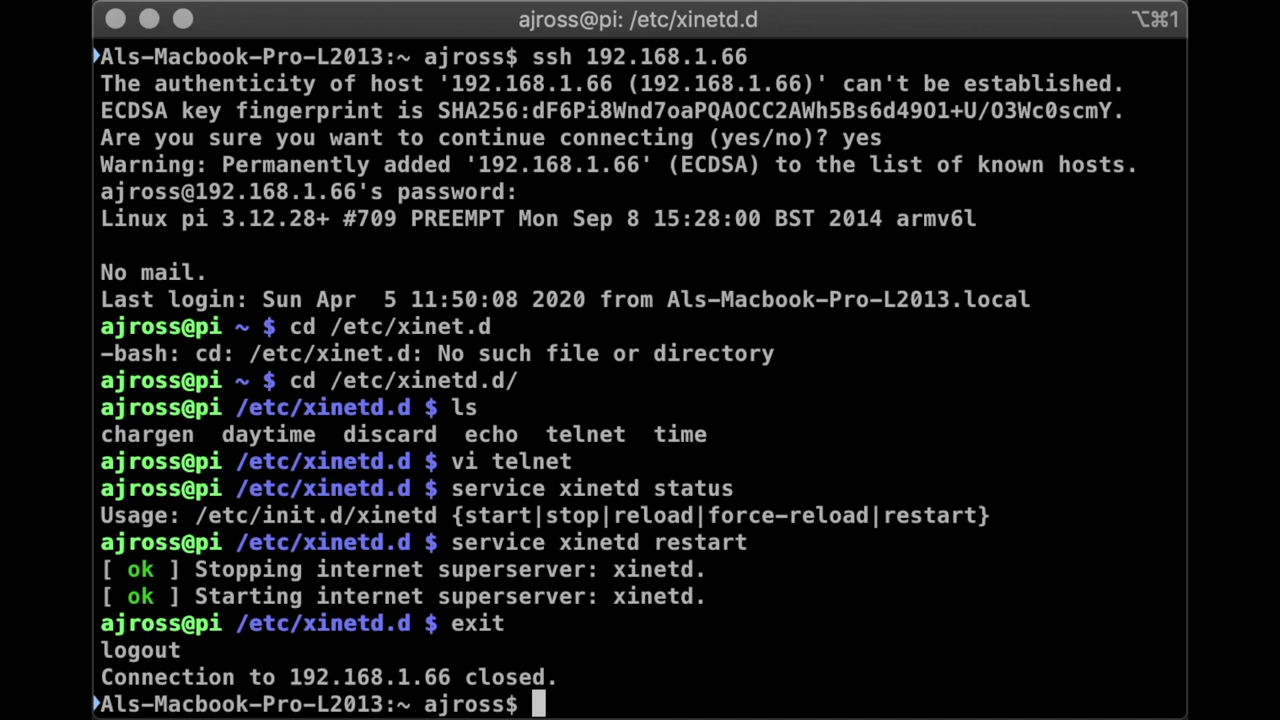 ajross@pi: /etc/xinetd.d
⌥⌘1
Als-Macbook-Pro-L2013:~ ajross$ ssh 192.168.1.66
The authenticity of host '192.168.1.66 (192.168.1.66)' can't be established.
ECDSA key fingerprint is SHA256:dF6Pi8Wnd7oaPQAOCC2AWh5Bs6d49O1+U/O3Wc0scmY.
Are you sure you want to continue connecting (yes/no)? yes
Warning: Permanently added '192.168.1.66' (ECDSA) to the list of known hosts.
ajross@192.168.1.66's password:
Linux pi 3.12.28+ #709 PREEMPT Mon Sep 8 15:28:00 BST 2014 armv6l
No mail.
Last login: Sun Apr  5 11:50:08 2020 from Als-Macbook-Pro-L2013.local
ajross@pi ~ $ cd /etc/xinet.d
-bash: cd: /etc/xinet.d: No such file or directory
ajross@pi ~ $ cd /etc/xinetd.d/
ajross@pi /etc/xinetd.d $ ls
chargen  daytime  discard  echo  telnet  time
ajross@pi /etc/xinetd.d $ vi telnet
ajross@pi /etc/xinetd.d $ service xinetd status
Usage: /etc/init.d/xinetd {start|stop|reload|force-reload|restart}
ajross@pi /etc/xinetd.d $ service xinetd restart
[ ok ] Stopping internet superserver: xinetd.
[ ok ] Starting internet superserver: xinetd.
ajross@pi /etc/xinetd.d $ exit
logout
Connection to 192.168.1.66 closed.
Als-Macbook-Pro-L2013:~ ajross$